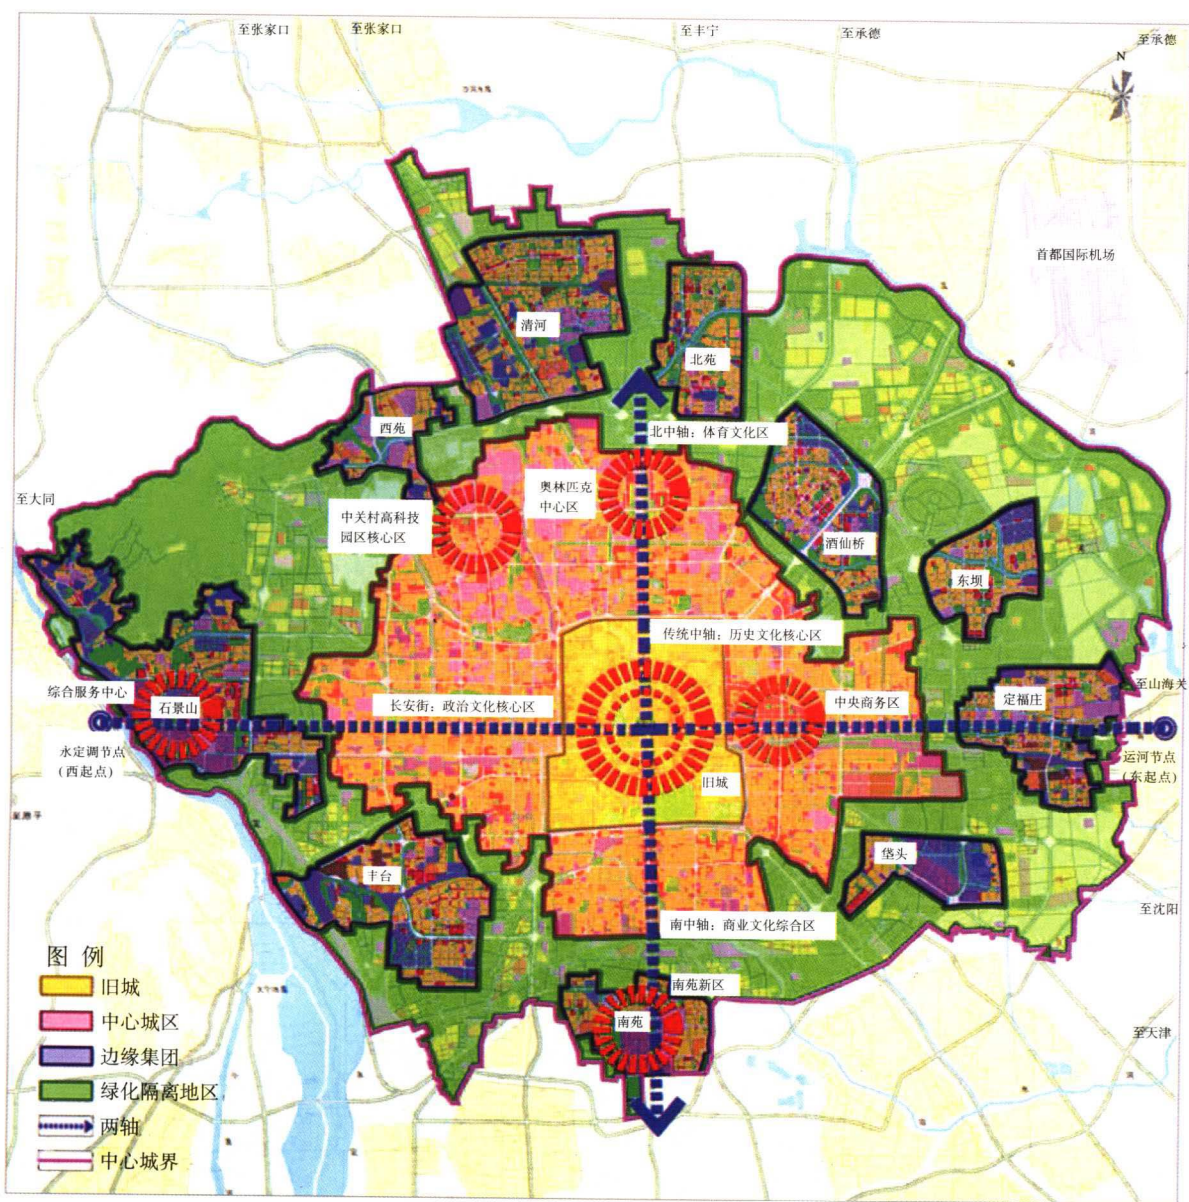 至张家口
至张家口
至丰宁
至承德
至承德
N
首都国际机场
清河
北苑
西苑
北中轴：体育文化区
至大同
奥林匹克
中心区
中关村高科技
园区核心区
酒仙桥
东坝
传统中轴：历史文化核心区
综合服务中心
石景山
长安街：政治文化核心区
中央商务区
定福庄
至山海关
永定调节点
(西起点)
运河节点
(东起点)
旧城
丰台
垡头
至沈阳
南中轴：商业文化综合区
南苑新区
南苑
至天津
图 例
旧城
中心城区
边缘集团
绿化隔离地区
两轴
中心城界